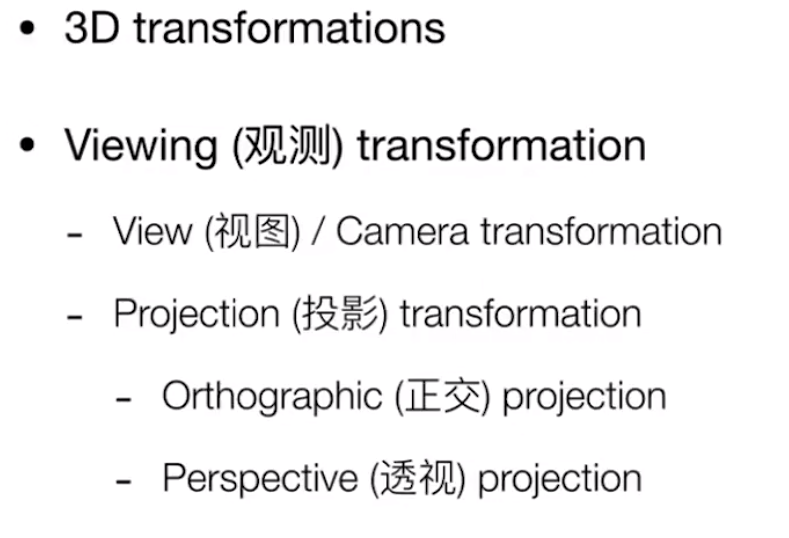 • 3D transformations
• Viewing (观测) transformation
- View (视图) / Camera transformation
- Projection (投影) transformation
- Orthographic (正交) projection
- Perspective (透视) projection